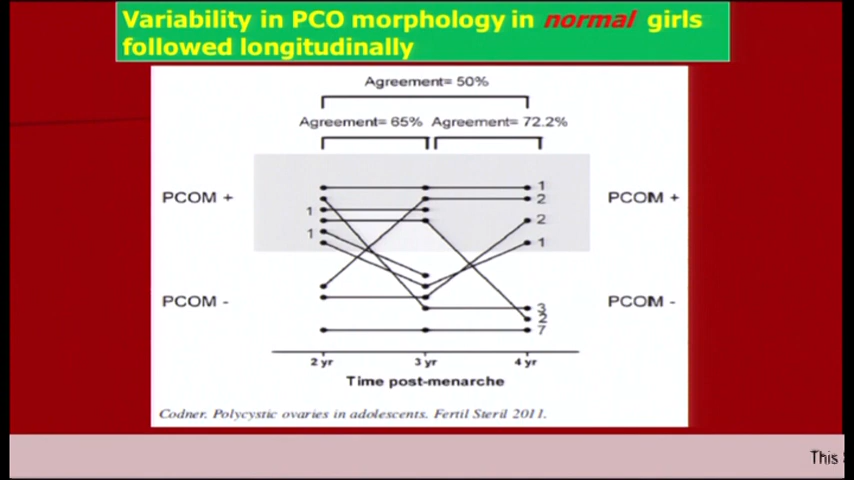 Variability in PCO morphology in normal girls
followed longitudinally
Agreement= 50%
Agreement= 65% Agreement= 72.2%
PCOM +
PCOM +
1
1
1
2
2
1
PCOM -
PCOM -
3
2
7
2 yr 3 yr 4 yr
Time post-menarche
Codner. Polycystic ovaries in adolescents. Fertil Steril 2011.
This